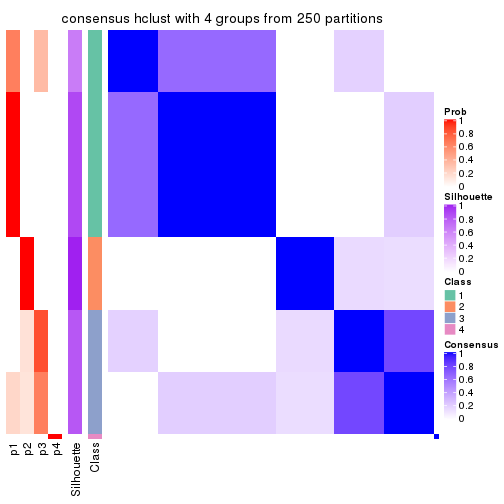 consensus hclust with 4 groups from 250 partitions
Prob
1
0.8
0.6
0.4
0.2
0
Silhouette
1
0.8
0.6
0.4
0.2
0
Class
1
2
3
4
Consensus
1
0.8
0.6
0.4
0.2
0
p1
p2
p3
p4
Silhouette
Class